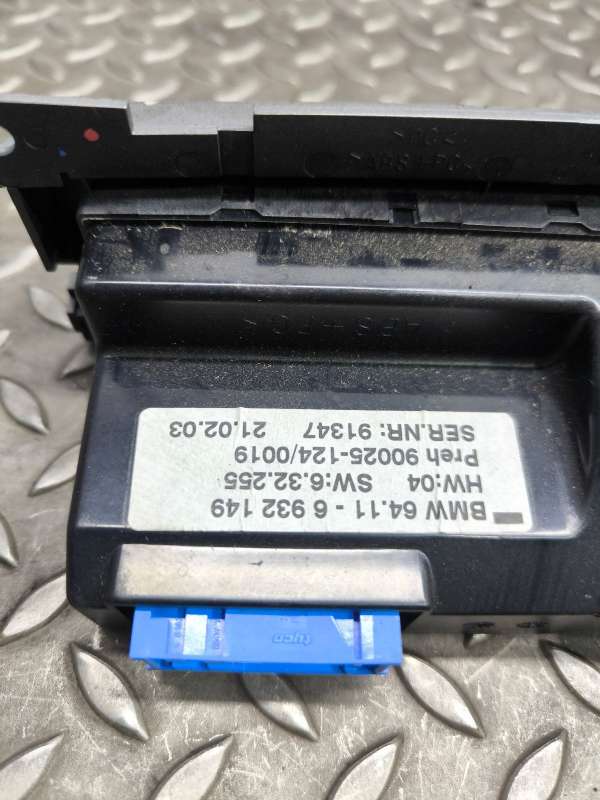 BMW 64.11 - 6 932 149
HW:04 SW:6.32.255
Preh 90025-124/0019
SER.NR: 91347 21.02.03
tyco